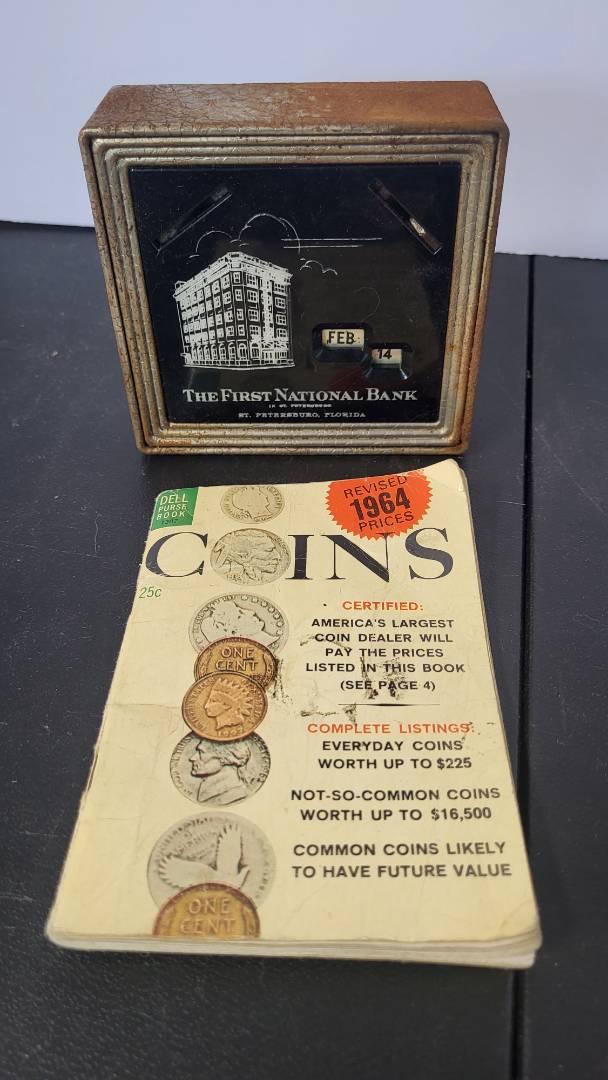 FEB
14
THE FIRST NATIONAL BANK
IN ST. PETERSBURG
ST. PETERSBURG, FLORIDA
DELL
PURSE
BOOK
REVISED
1964
PRICES
COINS
25c
CERTIFIED:
AMERICA'S LARGEST
COIN DEALER WILL
PAY THE PRICES
LISTED IN THIS BOOK
(SEE PAGE 4)
ONE
CENT
COMPLETE LISTINGS:
EVERYDAY COINS
WORTH UP TO $225
NOT-SO-COMMON COINS
WORTH UP TO $16,500
COMMON COINS LIKELY
TO HAVE FUTURE VALUE
ONE
CENT